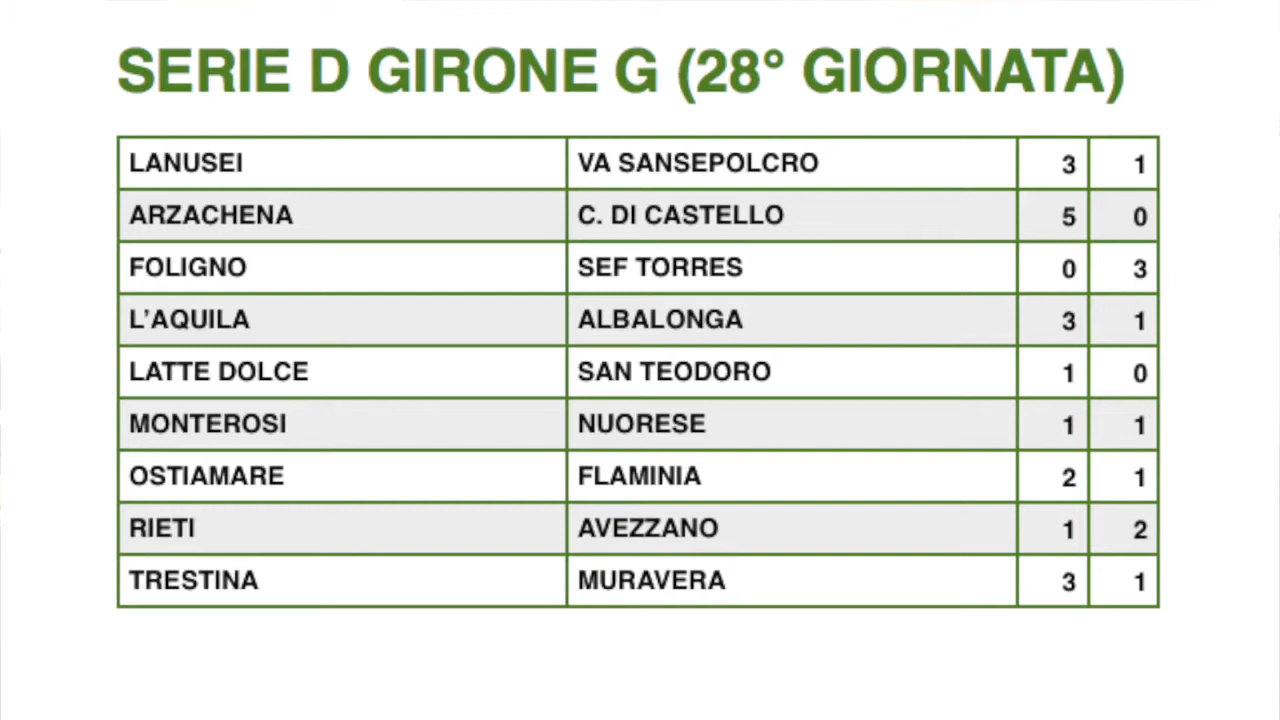 SERIE D GIRONE G (28° GIORNATA)
LANUSEI VA SANSEPOLCRO 3 1
ARZACHENA C. DI CASTELLO 5 0
FOLIGNO SEF TORRES 0 3
L’AQUILA ALBALONGA 3 1
LATTE DOLCE SAN TEODORO 1 0
MONTEROSI NUORESE 1 1
OSTIAMARE FLAMINIA 2 1
RIETI AVEZZANO 1 2
TRESTINA MURAVERA 3 1